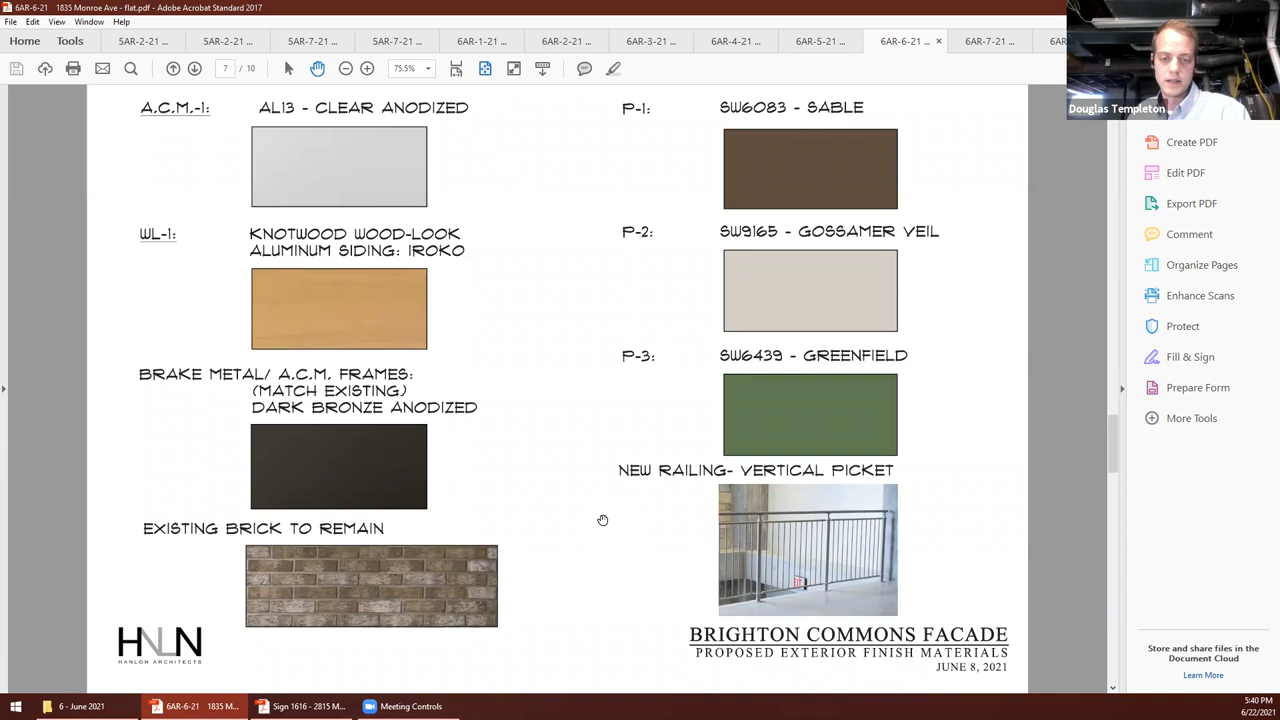 6AR-6-21 1835 Monroe Ave - flat.pdf - Adobe Acrobat Standard 2017
File Edit View Window Help
Home Tools 5AR-2-21 ... 5AR-2-21 ... 5AR-7-21 ... 6AR-2-21 ... 6AR-3-21 ... 6AR-4-21 ... 6AR-5-21 ... 6AR-6-21 ... × 6AR-7-21 ...
7 / 10 75.5%
Douglas Templeton
A.C.M.-1: AL13 - CLEAR ANODIZED
WL-1: KNOTWOOD WOOD-LOOK
ALUMINUM SIDING: IROKO
BRAKE METAL/ A.C.M. FRAMES:
(MATCH EXISTING)
DARK BRONZE ANODIZED
EXISTING BRICK TO REMAIN
P-1: SW6083 - SABLE
P-2: SW9165 - GOSSAMER VEIL
P-3: SW6439 - GREENFIELD
NEW RAILING- VERTICAL PICKET
HNLN
HANLON ARCHITECTS
BRIGHTON COMMONS FACADE
PROPOSED EXTERIOR FINISH MATERIALS
JUNE 8, 2021
Create PDF
Edit PDF
Export PDF
Comment
Organize Pages
Enhance Scans
Protect
Fill & Sign
Prepare Form
More Tools
Store and share files in the
Document Cloud
Learn More
6 - June 2021 6AR-6-21 1835 M... Sign 1616 - 2815 M... Meeting Controls
5:40 PM
6/22/2021